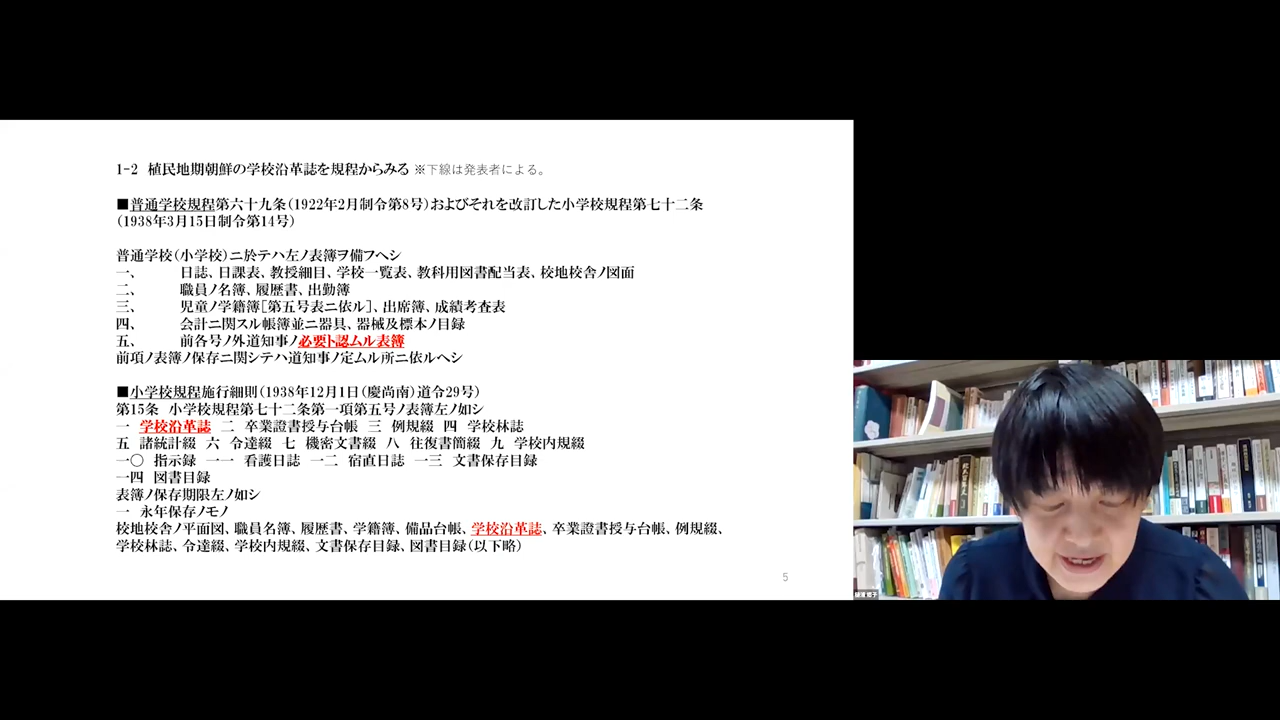 1-2 植民地期朝鮮の学校沿革誌を規程からみる ※下線は発表者による。
■普通学校規程第六十九条（1922年2月制令第8号）およびそれを改訂した小学校規程第七十二条
（1938年3月15日制令第14号）
普通学校（小学校）ニ於テハ左ノ表簿ヲ備フヘシ
一、 日誌、日課表、教授細目、学校一覧表、教科用図書配当表、校地校舎ノ図面
二、 職員ノ名簿、履歴書、出勤簿
三、 児童ノ学籍簿［第五号表ニ依ル］、出席簿、成績考査表
四、 会計ニ関スル帳簿並ニ器具、器械及標本ノ目録
五、 前各号ノ外道知事ノ必要ト認ムル表簿
前項ノ表簿ノ保存ニ関シテハ道知事ノ定ムル所ニ依ルヘシ
■小学校規程施行細則（1938年12月1日（慶尚南）道令29号）
第15条 小学校規程第七十二条第一項第五号ノ表簿左ノ如シ
一 学校沿革誌 二 卒業證書授与台帳 三 例規綴 四 学校林誌
五 諸統計綴 六 令達綴 七 機密文書綴 八 往復書簡綴 九 学校内規綴
一〇 指示録 一一 看護日誌 一二 宿直日誌 一三 文書保存目録
一四 図書目録
表簿ノ保存期限左ノ如シ
一 永年保存ノモノ
校地校舎ノ平面図、職員名簿、履歴書、学籍簿、備品台帳、学校沿革誌、卒業證書授与台帳、例規綴、
学校林誌、令達綴、学校内規綴、文書保存目録、図書目録（以下略）
5